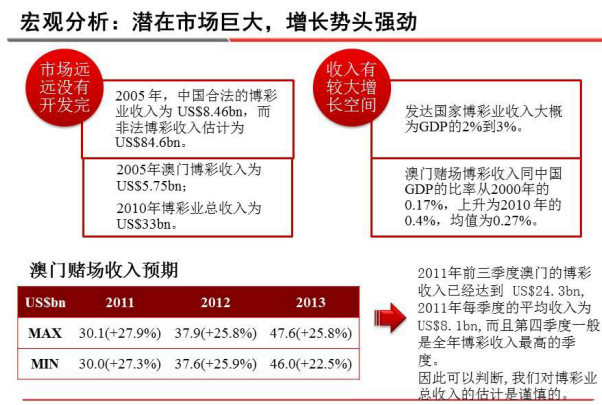 宏观分析：潜在市场巨大，增长势头强劲
市场远
远没有
开发完
2005 年，中国合法的博彩
业收入为 US$8.46bn，而
非法博彩收入估计为
US$84.6bn。
2005年澳门博彩收入为
US$5.75bn；
2010年博彩业总收入为
US$33bn。
收入有
较大增
长空间
发达国家博彩业收入大概
为GDP的2%到3%。
澳门赌场博彩收入同中国
GDP的比率从2000年的
0.17%，上升为2010 年的
0.4%，均值为0.27%。
澳门赌场收入预期
US$bn 2011 2012 2013
MAX 30.1(+27.9%) 37.9(+25.8%) 47.6(+25.8%)
MIN 30.0(+27.3%) 37.6(+25.9%) 46.0(+22.5%)
2011年前三季度澳门的博彩
收入已经达到 US$24.3bn,
2011年每季度的平均收入为
US$8.1bn,而且第四季度一般
是全年博彩收入最高的季
度。
因此可以判断,我们对博彩业
总收入的估计是谨慎的。